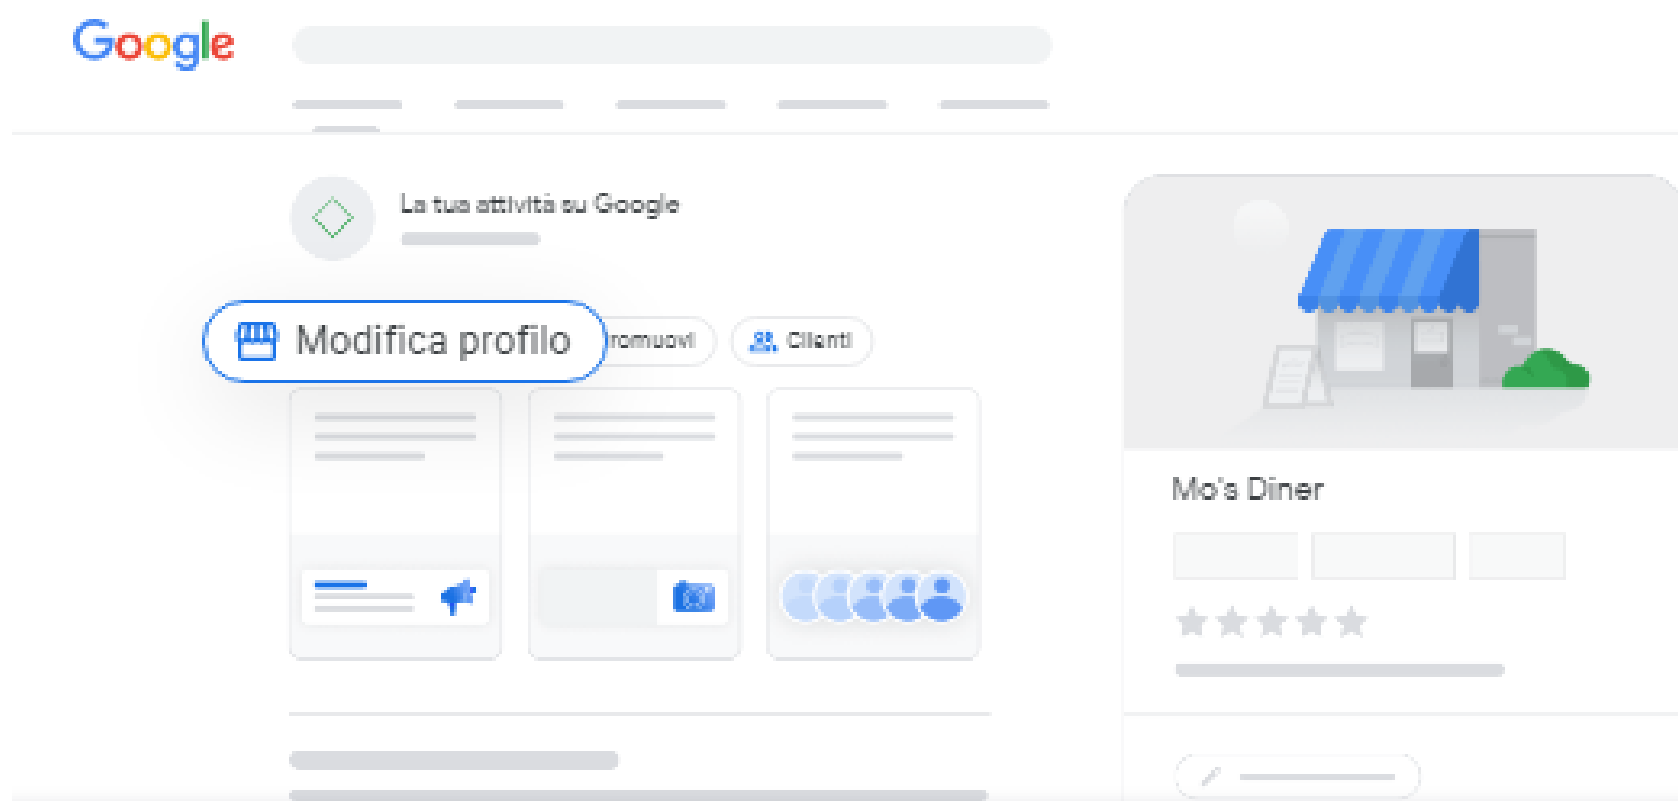 Google
La tua attività su Google
Modifica profilo
romuovi
Clienti
Mo's Diner